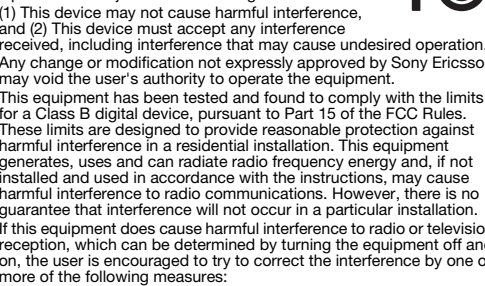 (1) This device may not cause harmful interference,
and (2) This device must accept any interference
received, including interference that may cause undesired operation.
Any change or modification not expressly approved by Sony Ericsso
may void the user's authority to operate the equipment.
This equipment has been tested and found to comply with the limits
for a Class B digital device, pursuant to Part 15 of the FCC Rules.
These limits are designed to provide reasonable protection against
harmful interference in a residential installation. This equipment
generates, uses and can radiate radio frequency energy and, if not
installed and used in accordance with the instructions, may cause
harmful interference to radio communications. However, there is no
guarantee that interference will not occur in a particular installation.
If this equipment does cause harmful interference to radio or televisio
reception, which can be determined by turning the equipment off and
on, the user is encouraged to try to correct the interference by one o
more of the following measures: